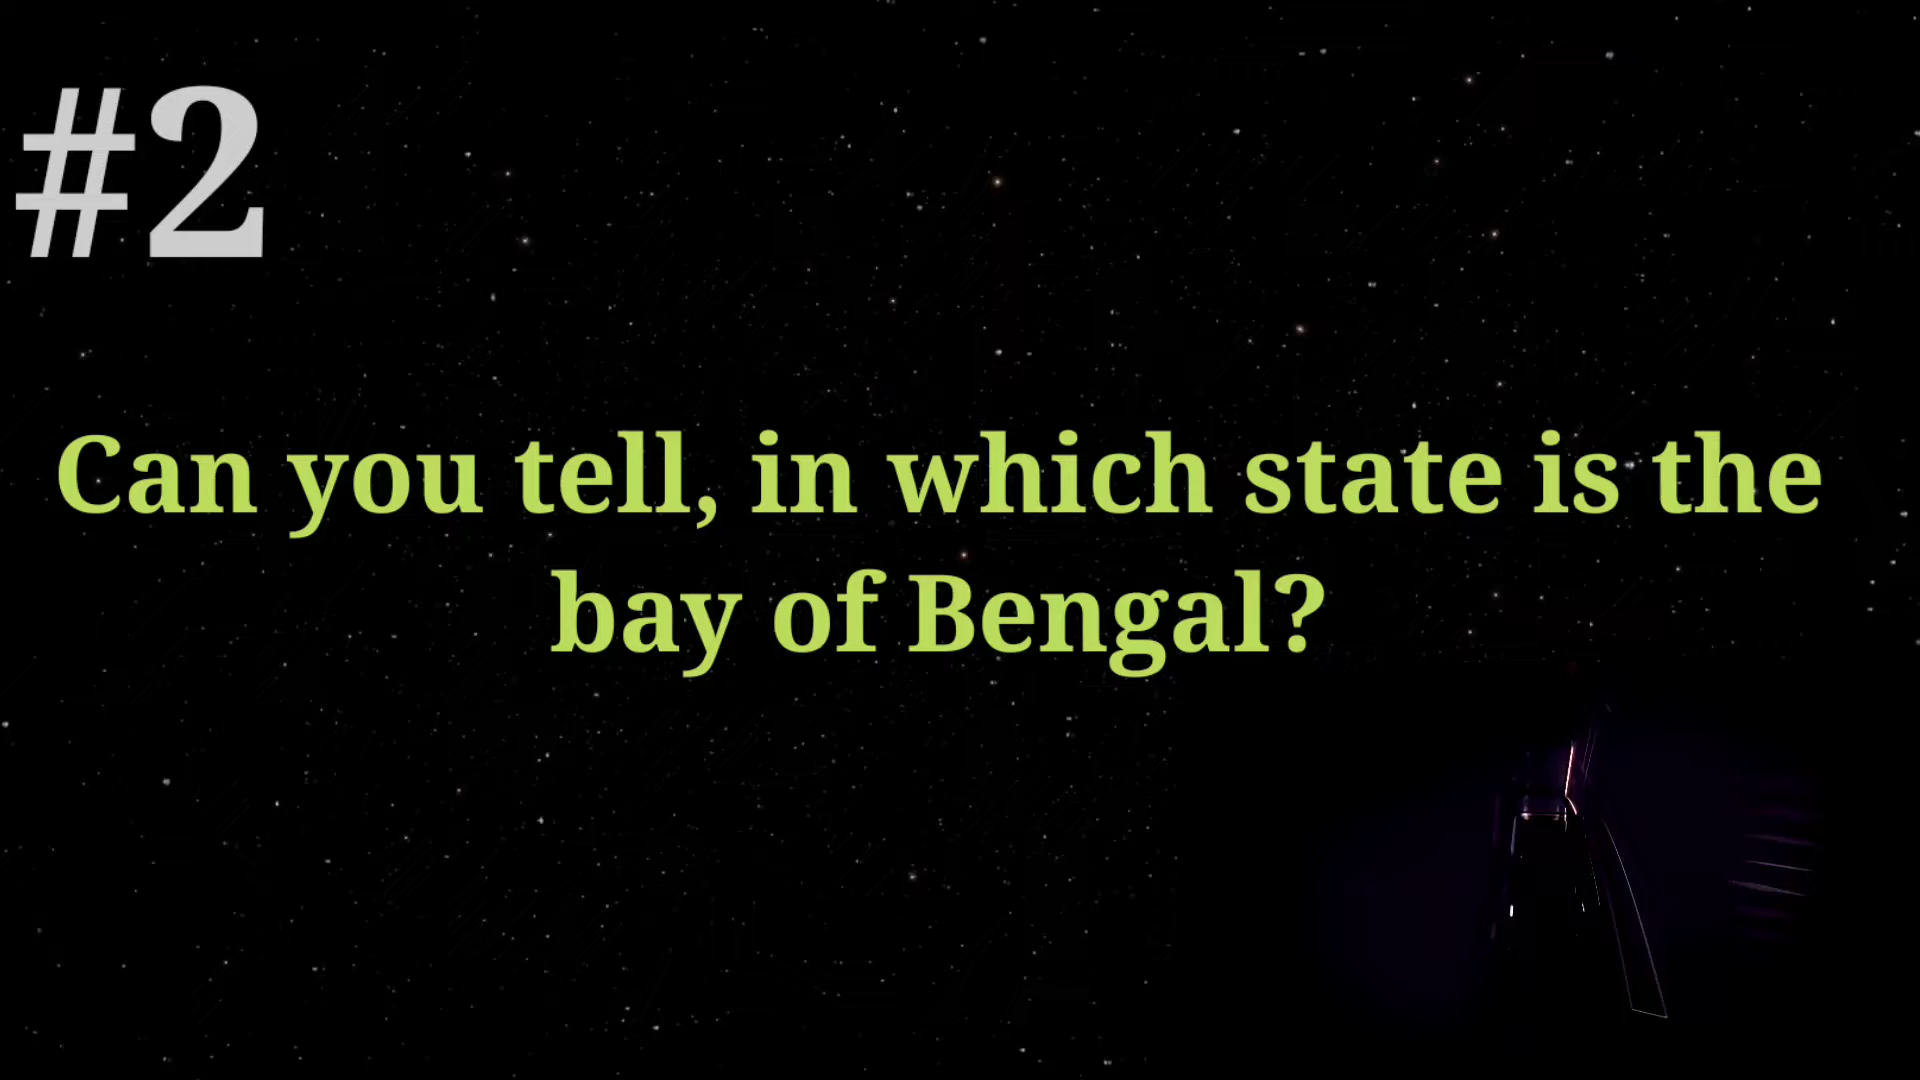 #2
Can you tell, in which state is the
bay of Bengal?